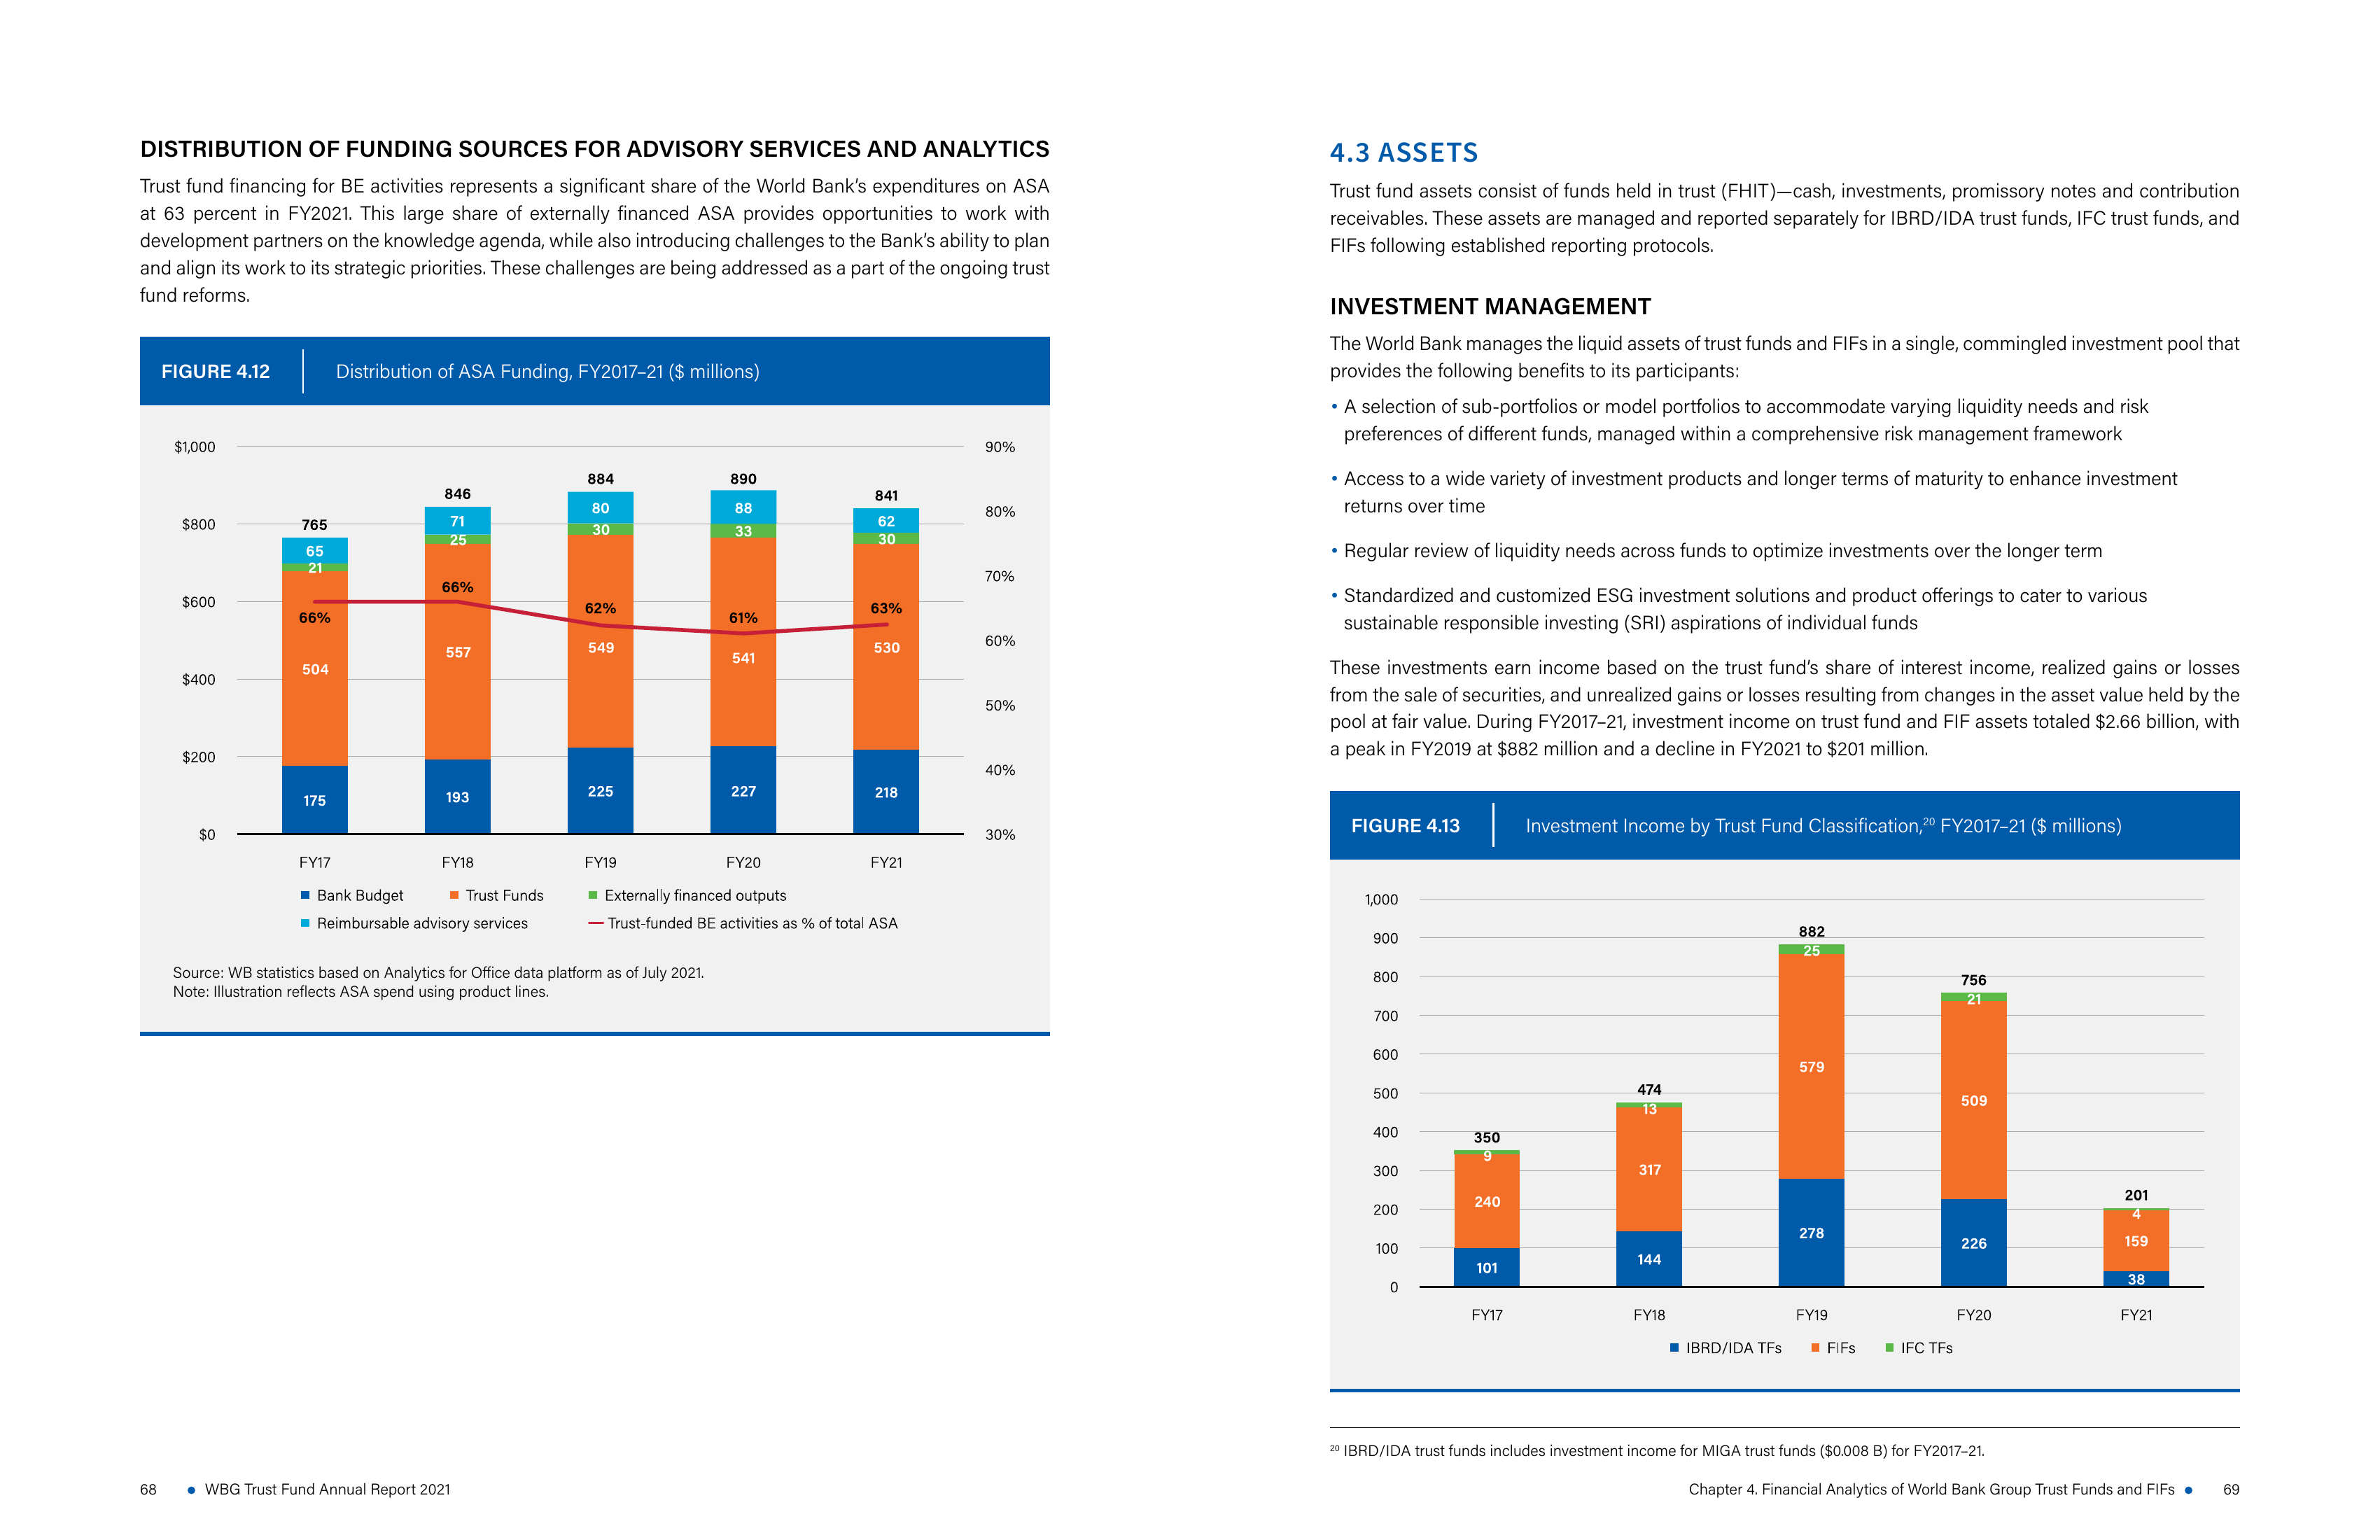 DISTRIBUTION OF FUNDING SOURCES FOR ADVISORY SERVICES AND ANALYTICS
Trust fund financing for BE activities represents a significant share of the World Bank's expenditures on ASA
at 63 percent in FY2021. This large share of externally financed ASA provides opportunities to work with
development partners on the knowledge agenda, while also introducing challenges to the Bank's ability to plan
and align its work to its strategic priorities. These challenges are being addressed as a part of the ongoing trust
fund reforms.
FIGURE 4.12 Distribution of ASA Funding, FY2017–21 ($ millions)
$1,000 90%
884 890
846 841
80 88
$800 80%
765 71 62
30 33
65 25 30
21
70%
66%
$600 62% 63%
66% 61%
60%
504 557 549 541 530
$400
50%
$200
40%
175 193 225 227 218
$0 30%
FY17 FY18 FY19 FY20 FY21
Bank Budget Trust Funds Externally financed outputs
Reimbursable advisory services Trust-funded BE activities as % of total ASA
Source: WB statistics based on Analytics for Office data platform as of July 2021.
Note: Illustration reflects ASA spend using product lines.
68 • WBG Trust Fund Annual Report 2021
4.3 ASSETS
Trust fund assets consist of funds held in trust (FHIT)—cash, investments, promissory notes and contribution
receivables. These assets are managed and reported separately for IBRD/IDA trust funds, IFC trust funds, and
FIFs following established reporting protocols.
INVESTMENT MANAGEMENT
The World Bank manages the liquid assets of trust funds and FIFs in a single, commingled investment pool that
provides the following benefits to its participants:
• A selection of sub-portfolios or model portfolios to accommodate varying liquidity needs and risk
preferences of different funds, managed within a comprehensive risk management framework
• Access to a wide variety of investment products and longer terms of maturity to enhance investment
returns over time
• Regular review of liquidity needs across funds to optimize investments over the longer term
• Standardized and customized ESG investment solutions and product offerings to cater to various
sustainable responsible investing (SRI) aspirations of individual funds
These investments earn income based on the trust fund's share of interest income, realized gains or losses
from the sale of securities, and unrealized gains or losses resulting from changes in the asset value held by the
pool at fair value. During FY2017–21, investment income on trust fund and FIF assets totaled $2.66 billion, with
a peak in FY2019 at $882 million and a decline in FY2021 to $201 million.
FIGURE 4.13 Investment Income by Trust Fund Classification,20 FY2017–21 ($ millions)
1,000
882
900
25
800 756
21
700
600
579
500 474 509
13
400
350
9
300 317
240
200 201
4
278 226 159
100 144
101 38
0
FY17 FY18 FY19 FY20 FY21
IBRD/IDA TFs FIFs IFC TFs
20 IBRD/IDA trust funds includes investment income for MIGA trust funds ($0.008 B) for FY2017–21.
Chapter 4. Financial Analytics of World Bank Group Trust Funds and FIFs • 69